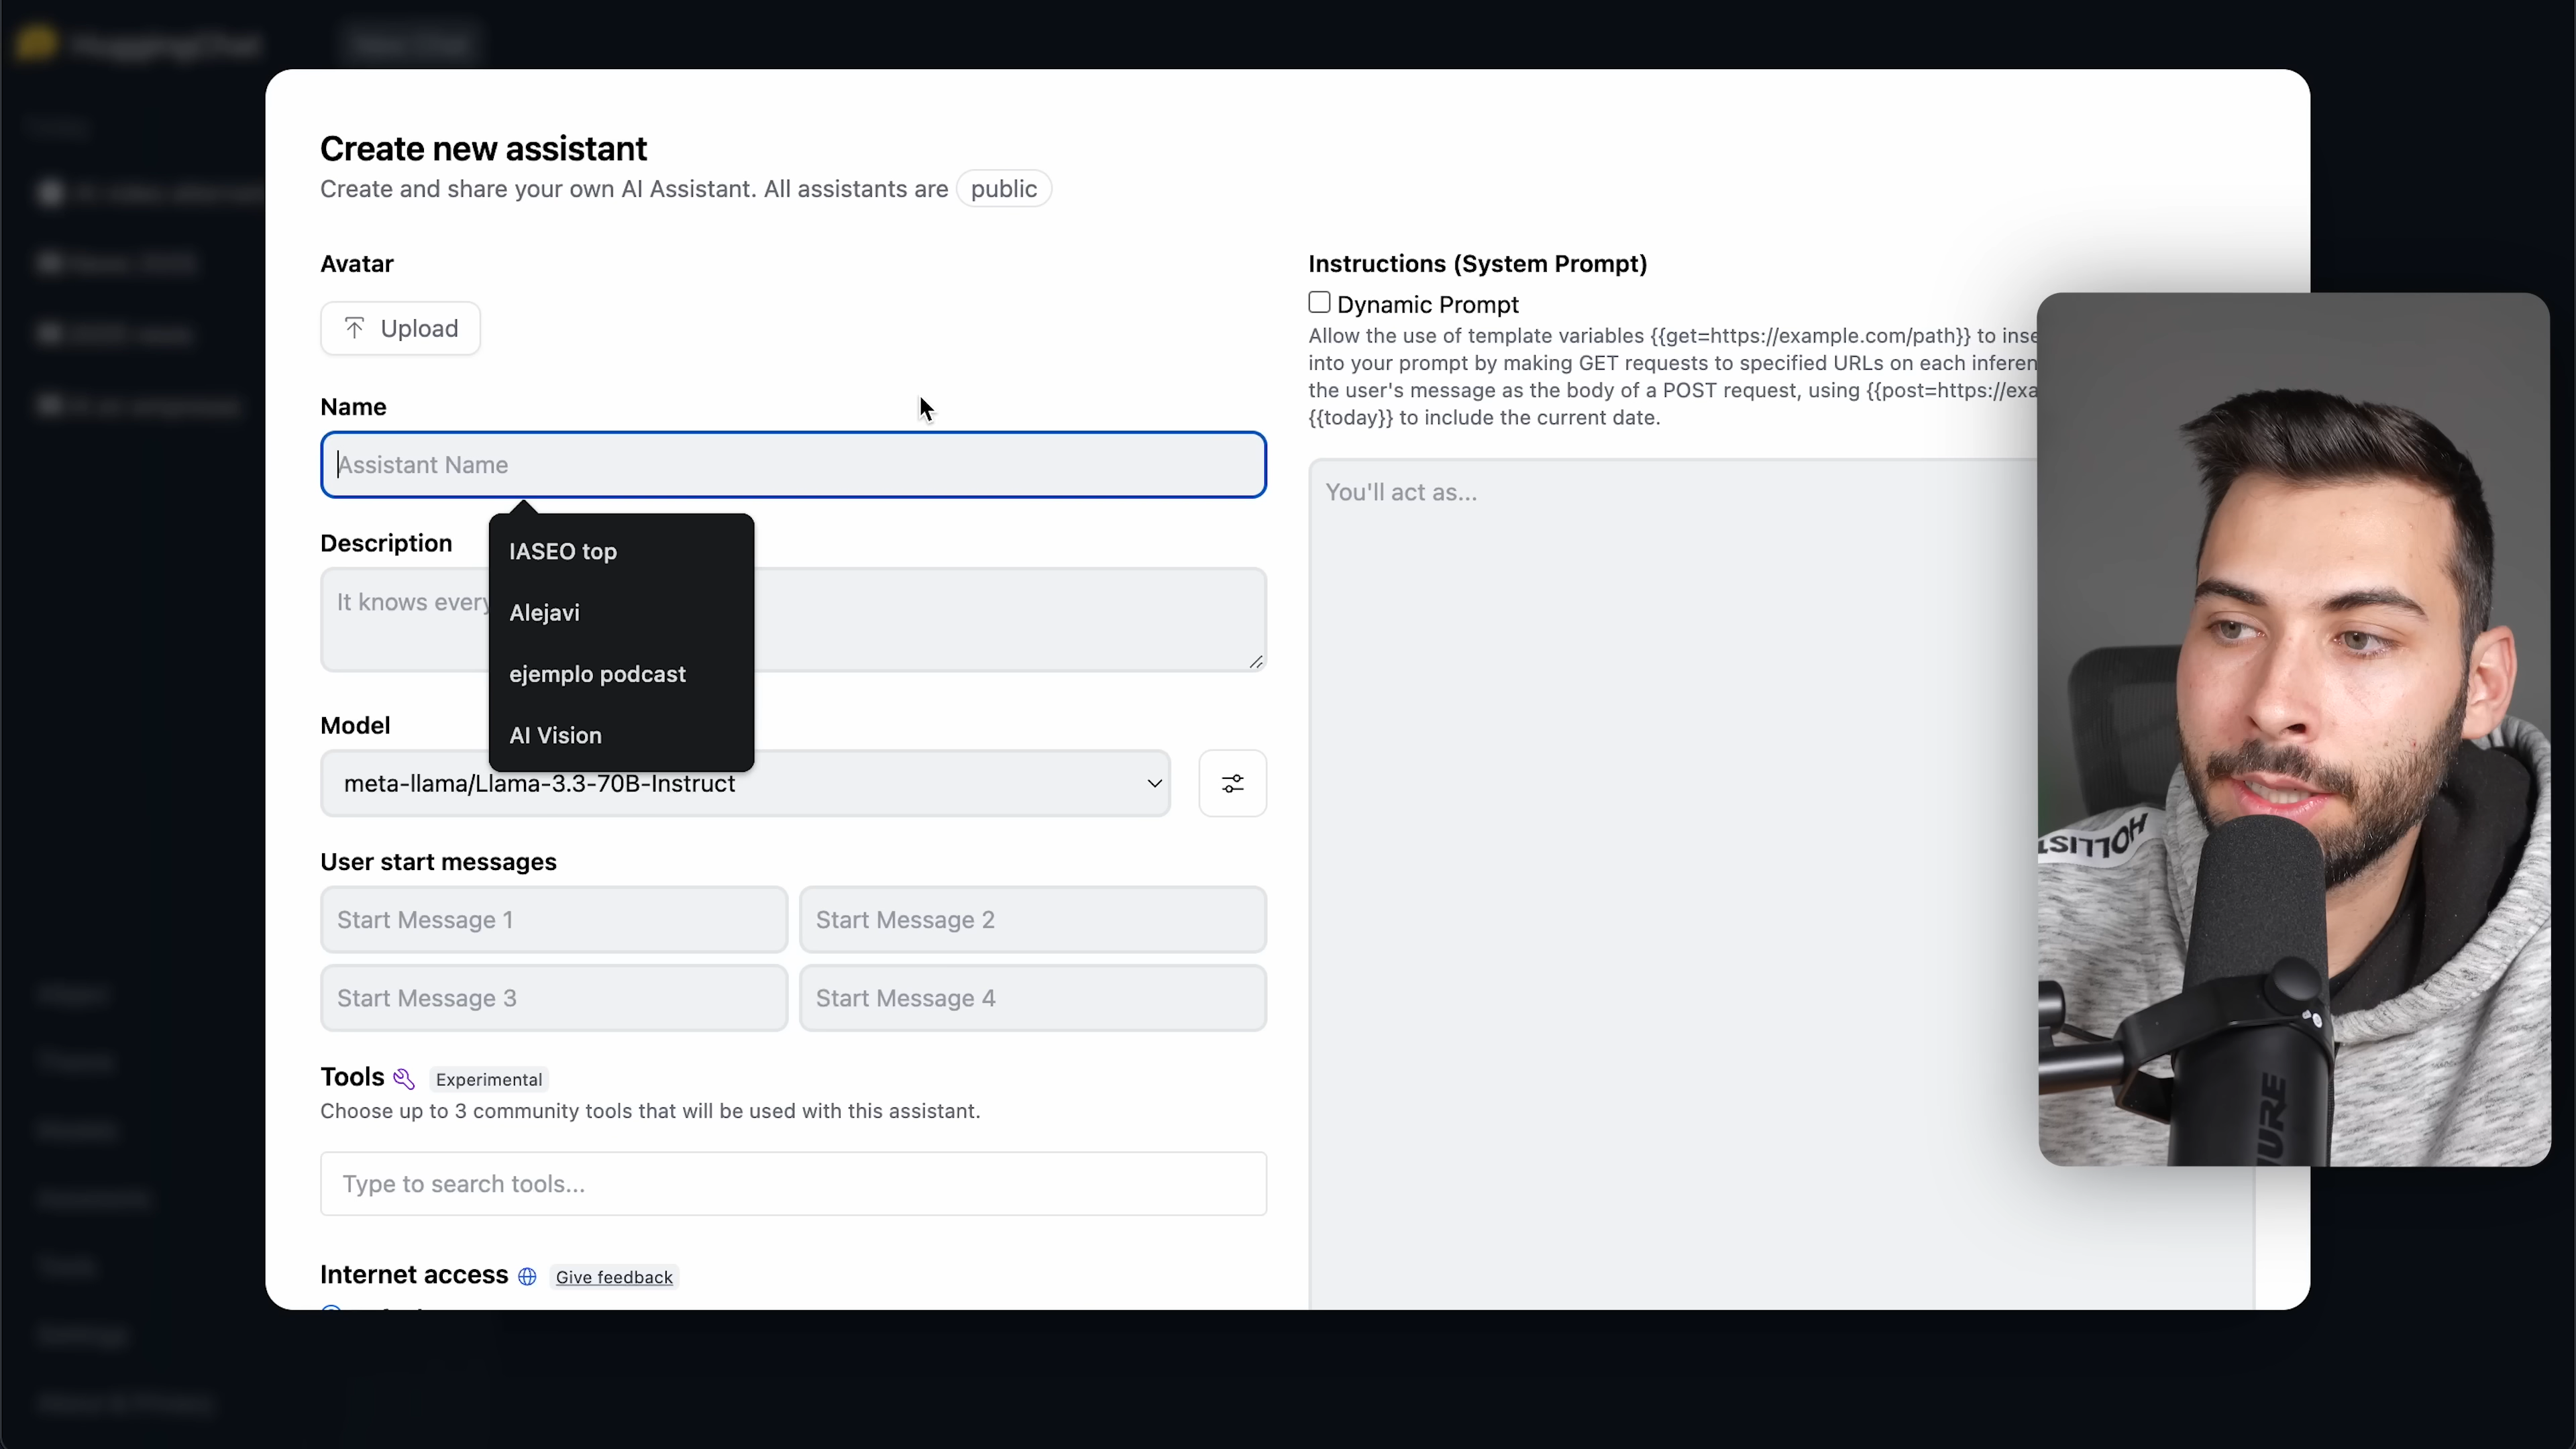 HuggingChat
New Chat
Create new assistant
Create and share your own AI Assistant. All assistants are public
Avatar
Upload
Name
Assistant Name
IASEO top
Alejavi
ejemplo podcast
AI Vision
Description
It knows every
Model
meta-llama/Llama-3.3-70B-Instruct
User start messages
Start Message 1
Start Message 2
Start Message 3
Start Message 4
Tools Experimental
Choose up to 3 community tools that will be used with this assistant.
Type to search tools...
Internet access Give feedback
Instructions (System Prompt)
Dynamic Prompt
Allow the use of template variables {{get=https://example.com/path}} to inse
into your prompt by making GET requests to specified URLs on each inferen
the user's message as the body of a POST request, using {{post=https://exa
{{today}} to include the current date.
You'll act as...
HOLLIST
URE